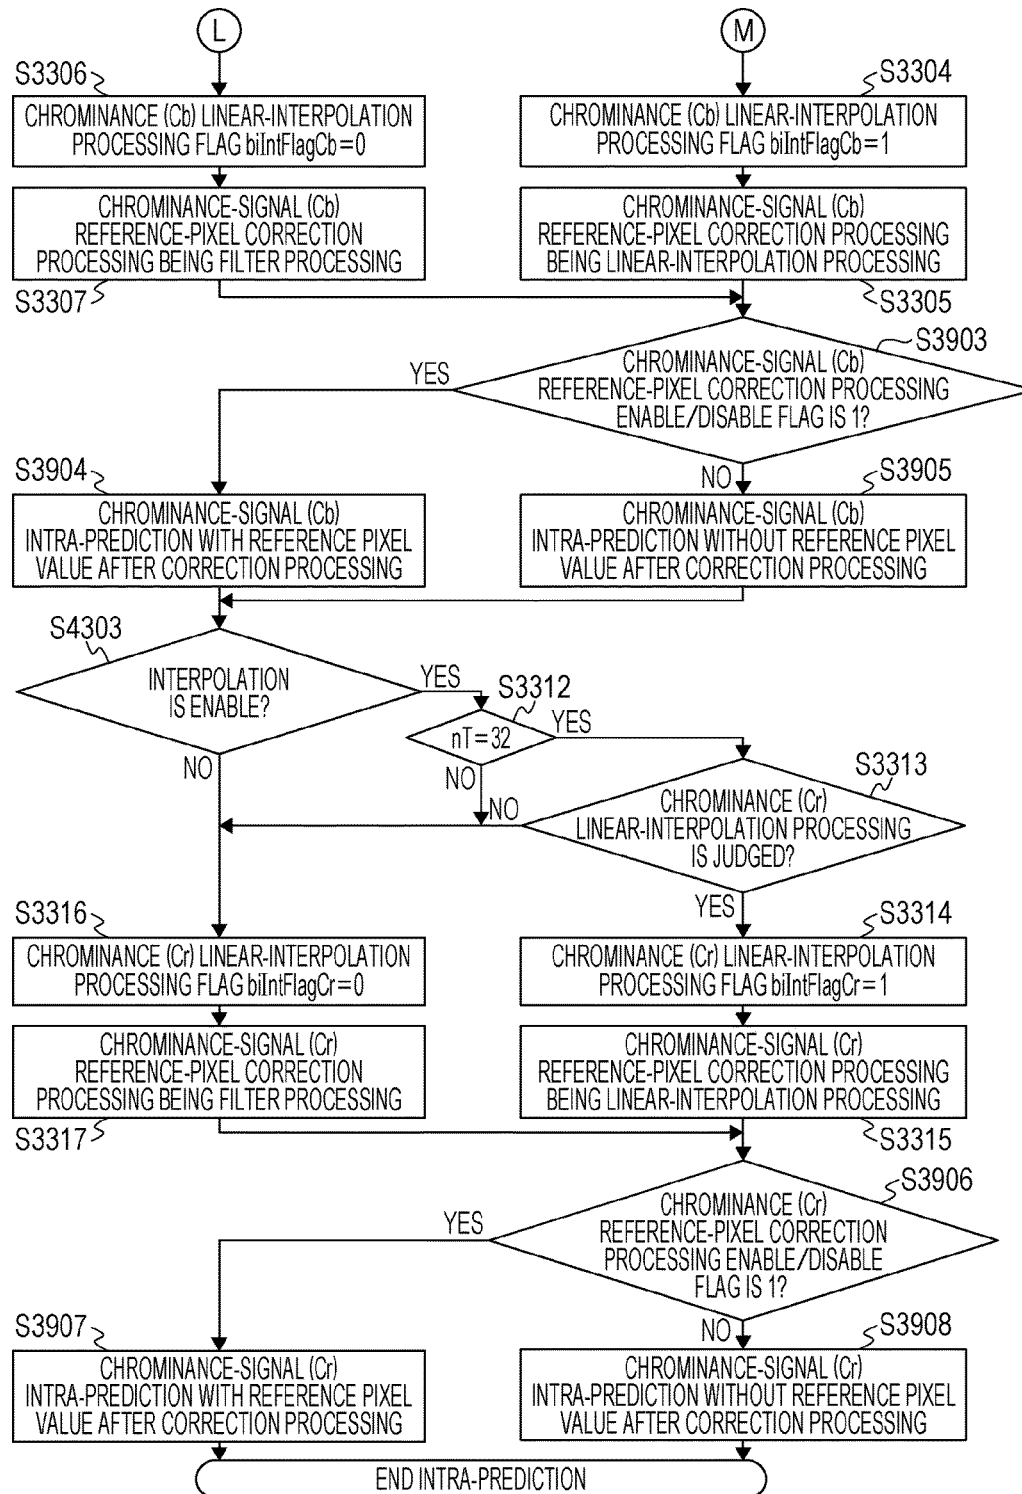 L
M
S3306
S3304
CHROMINANCE (Cb) LINEAR-INTERPOLATION
PROCESSING FLAG biIntFlagCb=0
CHROMINANCE (Cb) LINEAR-INTERPOLATION
PROCESSING FLAG biIntFlagCb=1
CHROMINANCE-SIGNAL (Cb)
REFERENCE-PIXEL CORRECTION
PROCESSING BEING FILTER PROCESSING
CHROMINANCE-SIGNAL (Cb)
REFERENCE-PIXEL CORRECTION PROCESSING
BEING LINEAR-INTERPOLATION PROCESSING
S3307
S3305
S3903
CHROMINANCE-SIGNAL (Cb)
REFERENCE-PIXEL CORRECTION PROCESSING
ENABLE/DISABLE FLAG IS 1?
YES
NO
S3904
S3905
CHROMINANCE-SIGNAL (Cb)
INTRA-PREDICTION WITH REFERENCE PIXEL
VALUE AFTER CORRECTION PROCESSING
CHROMINANCE-SIGNAL (Cb)
INTRA-PREDICTION WITHOUT REFERENCE PIXEL
VALUE AFTER CORRECTION PROCESSING
S4303
INTERPOLATION
IS ENABLE?
YES
NO
S3312
nT=32
YES
NO
S3313
CHROMINANCE (Cr)
LINEAR-INTERPOLATION PROCESSING
IS JUDGED?
NO
YES
S3316
S3314
CHROMINANCE (Cr) LINEAR-INTERPOLATION
PROCESSING FLAG biIntFlagCr=0
CHROMINANCE (Cr) LINEAR-INTERPOLATION
PROCESSING FLAG biIntFlagCr=1
CHROMINANCE-SIGNAL (Cr)
REFERENCE-PIXEL CORRECTION
PROCESSING BEING FILTER PROCESSING
CHROMINANCE-SIGNAL (Cr)
REFERENCE-PIXEL CORRECTION PROCESSING
BEING LINEAR-INTERPOLATION PROCESSING
S3317
S3315
S3906
CHROMINANCE (Cr)
REFERENCE-PIXEL CORRECTION
PROCESSING ENABLE/DISABLE
FLAG IS 1?
YES
NO
S3907
S3908
CHROMINANCE-SIGNAL (Cr)
INTRA-PREDICTION WITH REFERENCE PIXEL
VALUE AFTER CORRECTION PROCESSING
CHROMINANCE-SIGNAL (Cr)
INTRA-PREDICTION WITHOUT REFERENCE PIXEL
VALUE AFTER CORRECTION PROCESSING
END INTRA-PREDICTION